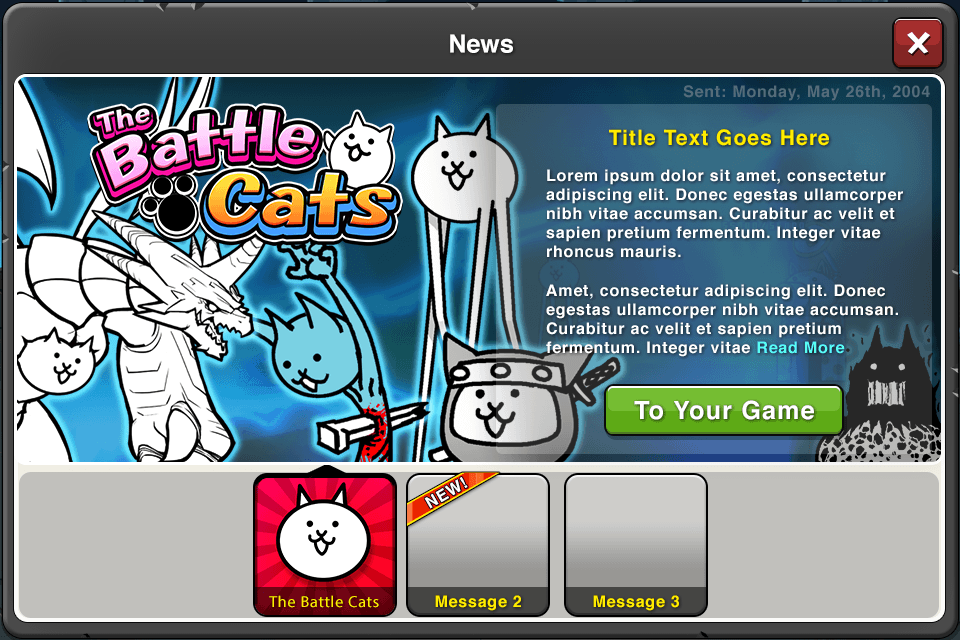 News
Sent: Monday, May 26th, 2004
The
Battle
Cats
Title Text Goes Here
Lorem ipsum dolor sit amet, consectetur
adipiscing elit. Donec egestas ullamcorper
nibh vitae accumsan. Curabitur ac velit et
sapien pretium fermentum. Integer vitae
rhoncus mauris.
Amet, consectetur adipiscing elit. Donec
egestas ullamcorper nibh vitae accumsan.
Curabitur ac velit et sapien pretium
fermentum. Integer vitae Read More
To Your Game
NEW!
The Battle Cats
Message 2
Message 3